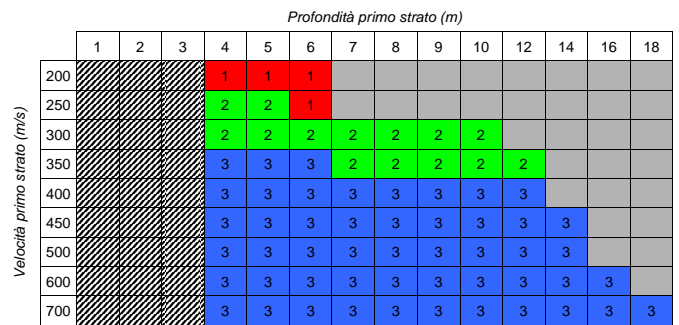 Profondità primo strato (m)
1 2 3 4 5 6 7 8 9 10 12 14 16 18
Velocità primo strato (m/s)
200 1 1 1
250 2 2 1
300 2 2 2 2 2 2 2
350 3 3 3 2 2 2 2 2
400 3 3 3 3 3 3 3 3
450 3 3 3 3 3 3 3 3 3
500 3 3 3 3 3 3 3 3 3
600 3 3 3 3 3 3 3 3 3 3
700 3 3 3 3 3 3 3 3 3 3 3